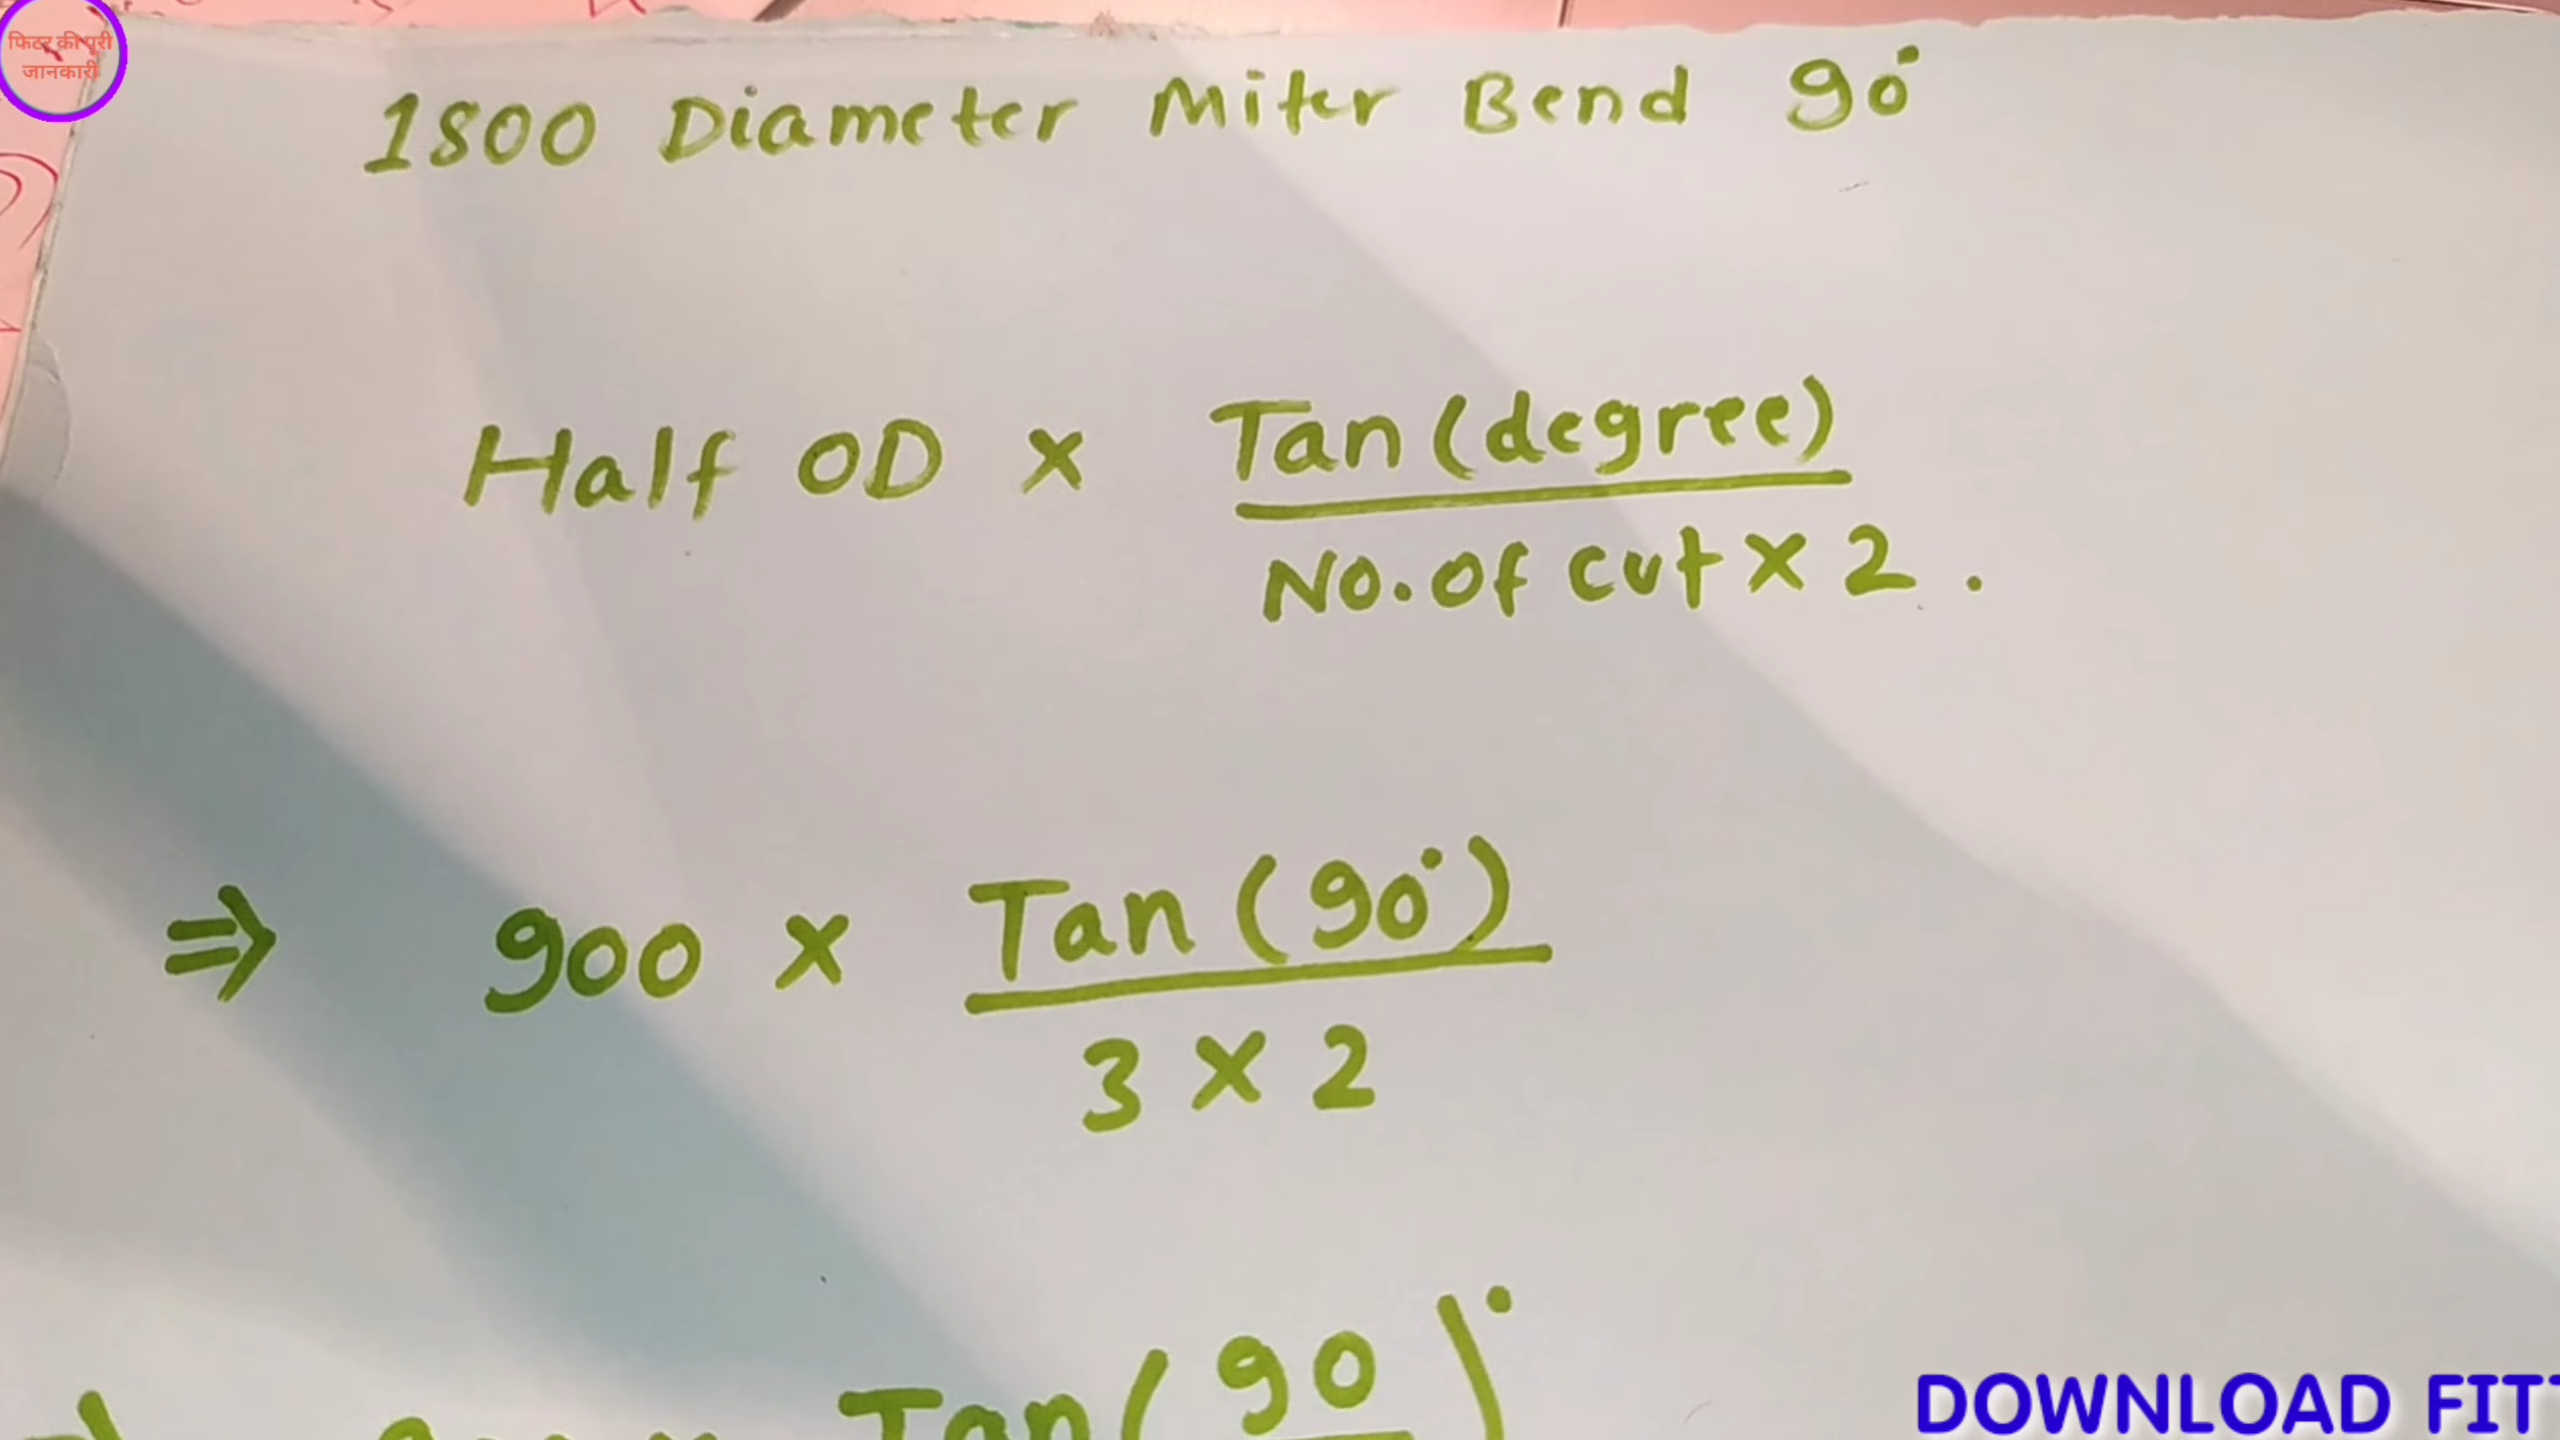 फिटर की पूरी
जानकारी
1800 Diameter Miter Bend 90°
Half OD × Tan (degree)
No. of cut × 2 .
⇒ 900 × Tan (90°)
3 × 2
Tan ( 90 )°
DOWNLOAD FIT